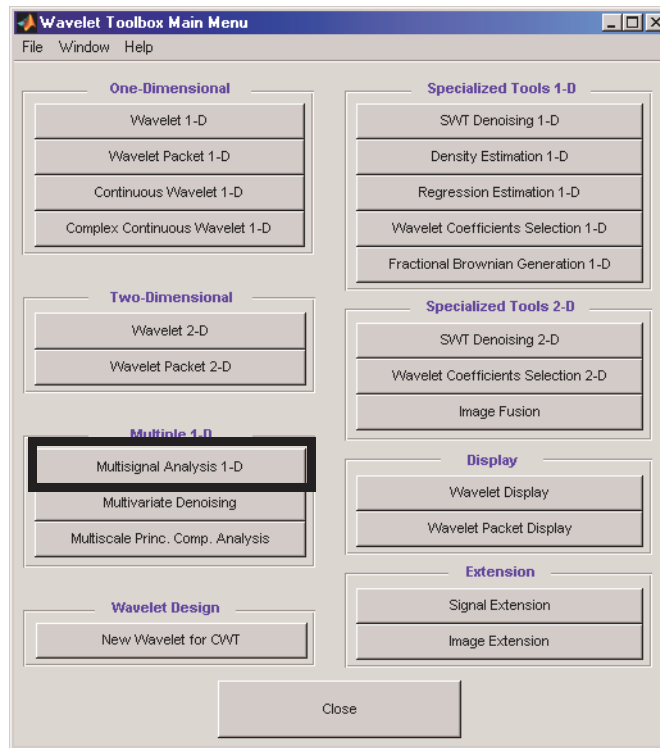 Wavelet Toolbox Main Menu
File Window Help
One-Dimensional
Wavelet 1-D
Wavelet Packet 1-D
Continuous Wavelet 1-D
Complex Continuous Wavelet 1-D
Two-Dimensional
Wavelet 2-D
Wavelet Packet 2-D
Multiple 1-D
Multisignal Analysis 1-D
Multivariate Denoising
Multiscale Princ. Comp. Analysis
Wavelet Design
New Wavelet for CWT
Specialized Tools 1-D
SWT Denoising 1-D
Density Estimation 1-D
Regression Estimation 1-D
Wavelet Coefficients Selection 1-D
Fractional Brownian Generation 1-D
Specialized Tools 2-D
SWT Denoising 2-D
Wavelet Coefficients Selection 2-D
Image Fusion
Display
Wavelet Display
Wavelet Packet Display
Extension
Signal Extension
Image Extension
Close